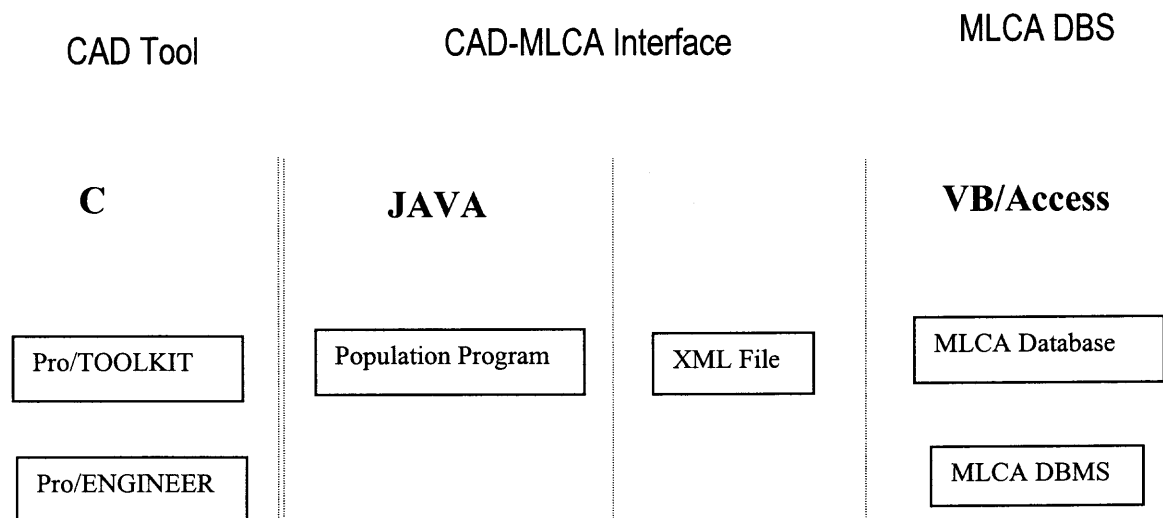 CAD Tool
CAD-MLCA Interface
MLCA DBS
C
JAVA
VB/Access
Pro/TOOLKIT
Population Program
XML File
MLCA Database
Pro/ENGINEER
MLCA DBMS